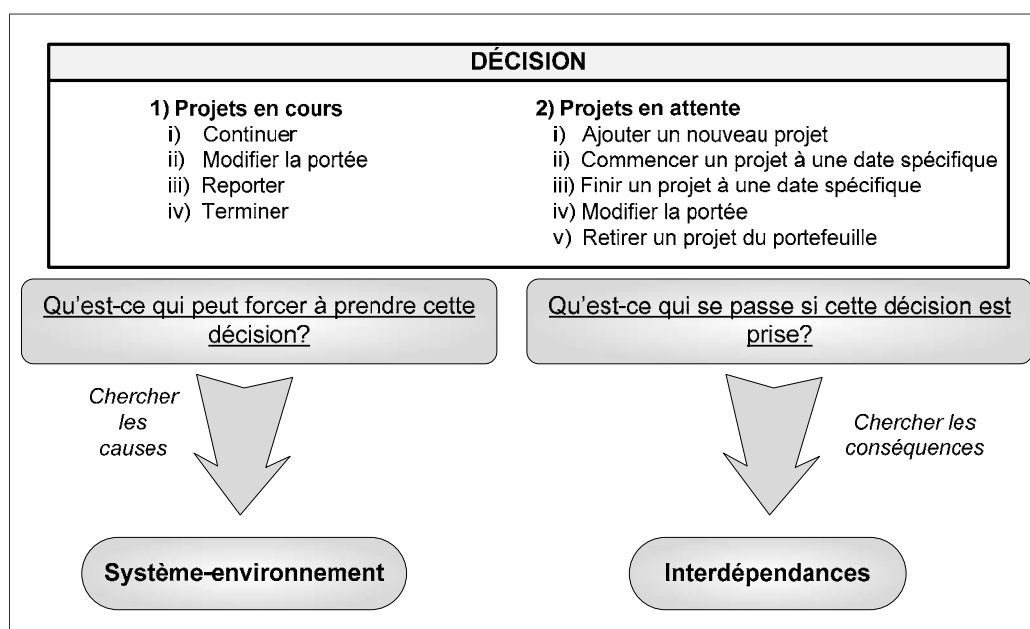 DÉCISION
1) Projets en cours
i) Continuer
ii) Modifier la portée
iii) Reporter
iv) Terminer
2) Projets en attente
i) Ajouter un nouveau projet
ii) Commencer un projet à une date spécifique
iii) Finir un projet à une date spécifique
iv) Modifier la portée
v) Retirer un projet du portefeuille
Qu'est-ce qui peut forcer à prendre cette
décision?
Qu'est-ce qui se passe si cette décision est
prise?
Chercher
les
causes
Chercher les
conséquences
Système-environnement
Interdépendances